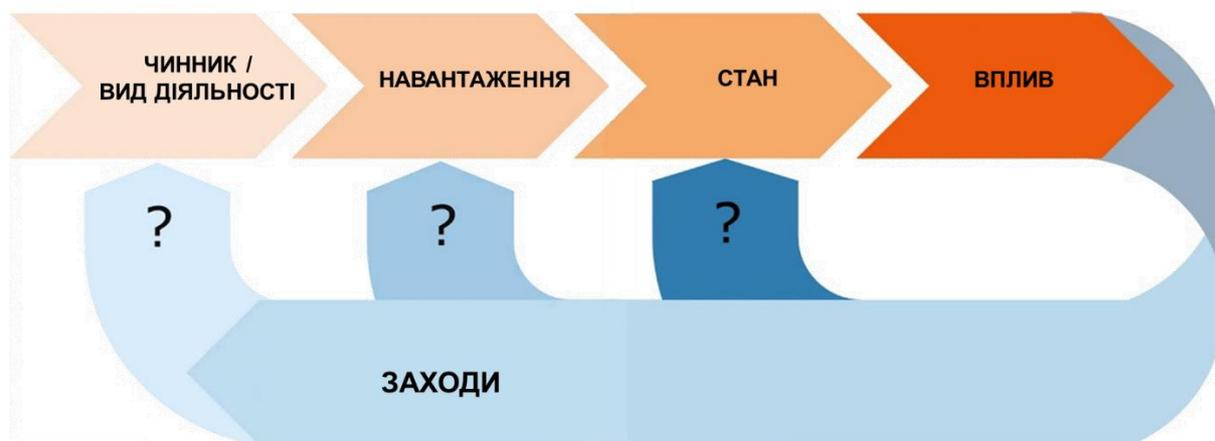 ЧИННИК /
ВИД ДІЯЛЬНОСТІ
НАВАНТАЖЕННЯ
СТАН
ВПЛИВ
?
?
?
ЗАХОДИ